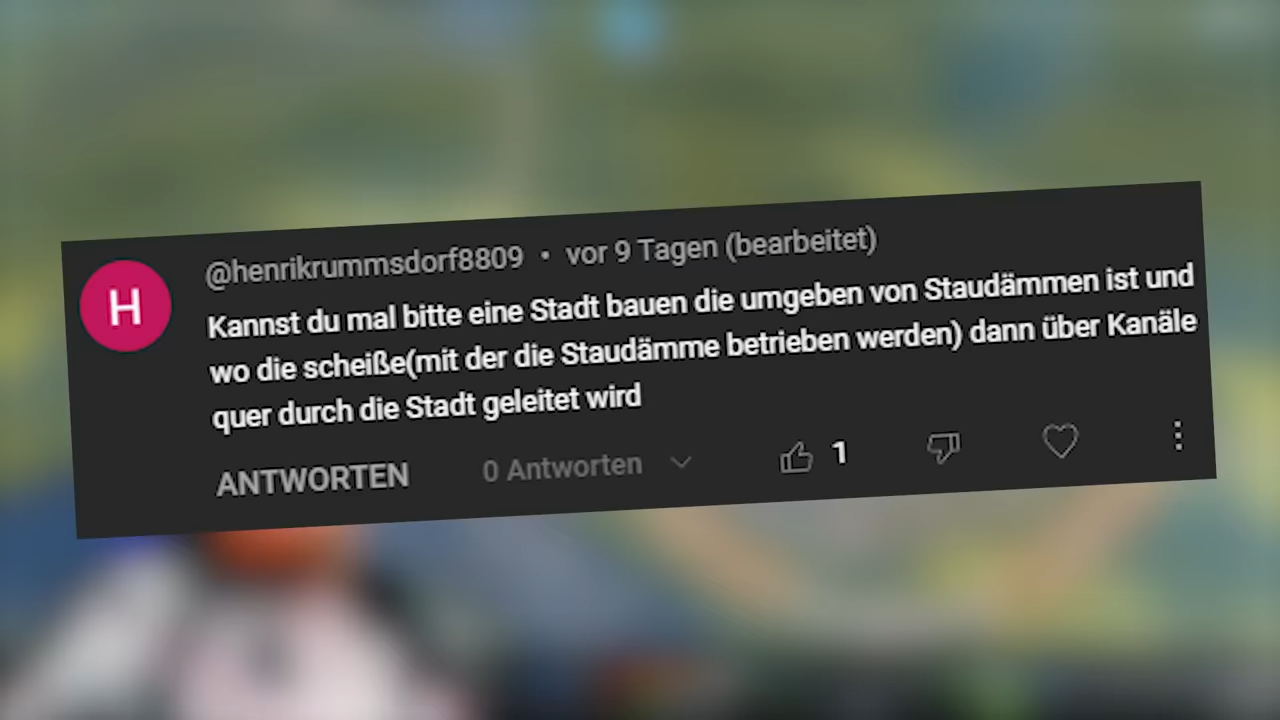 H
@henrikrummsdorf8809 • vor 9 Tagen (bearbeitet)
Kannst du mal bitte eine Stadt bauen die umgeben von Staudämmen ist und
wo die scheiße(mit der die Staudämme betrieben werden) dann über Kanäle
quer durch die Stadt geleitet wird
ANTWORTEN 0 Antworten 1